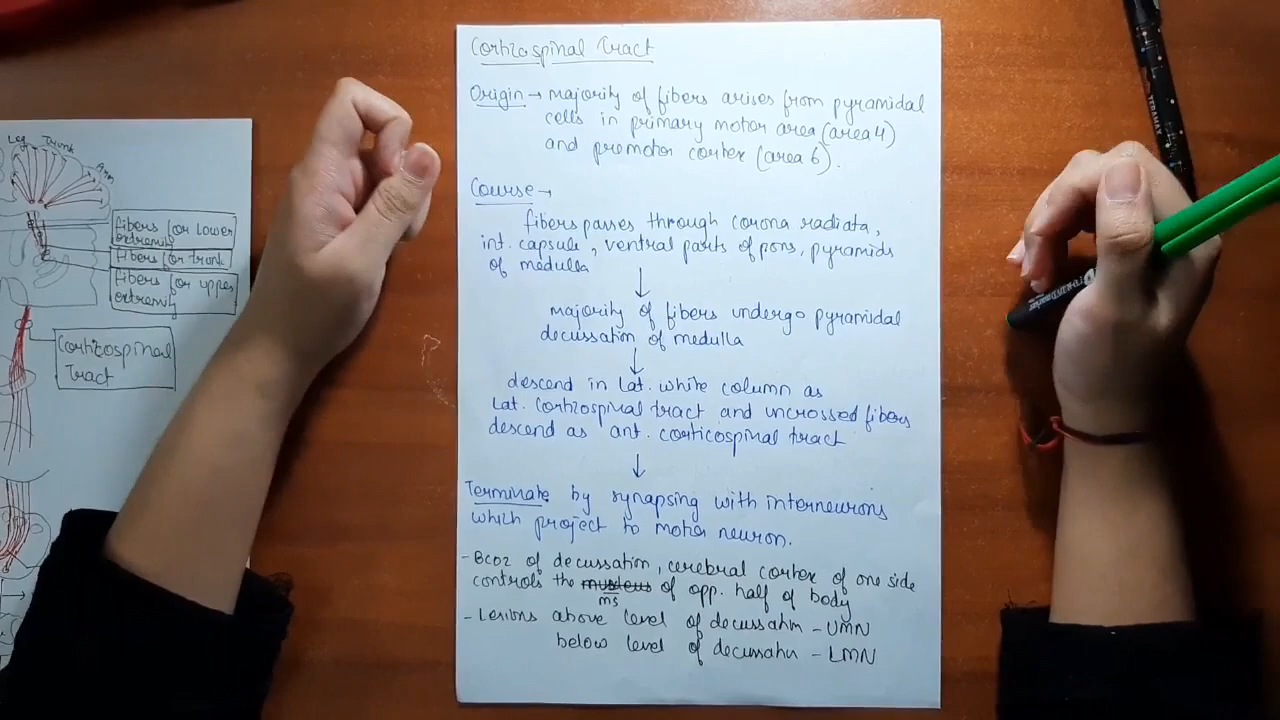 Corticospinal Tract
Origin → majority of fibers arises from pyramidal
cells in primary motor area (area 4)
and premotor cortex (area 6).
Course →
fibers passes through corona radiata,
int. capsule, ventral parts of pons, pyramids
of medulla
↓
majority of fibers undergo pyramidal
decussation of medulla
↓
descend in Lat. white column as
Lat. corticospinal tract and uncrossed fibers
descend as ant. corticospinal tract
↓
Terminate by synapsing with interneurons
which project to motor neuron.
- Bcoz of decussation, cerebral cortex of one side
controls the of opp. half of body
ms
- Lesions above level of decussatn - UMN
below level of decussatn - LMN
Leg Trunk Arm
fibers for Lower
extremity
fibers for trunk
fibers for upper
extremity
Corticospinal
Tract